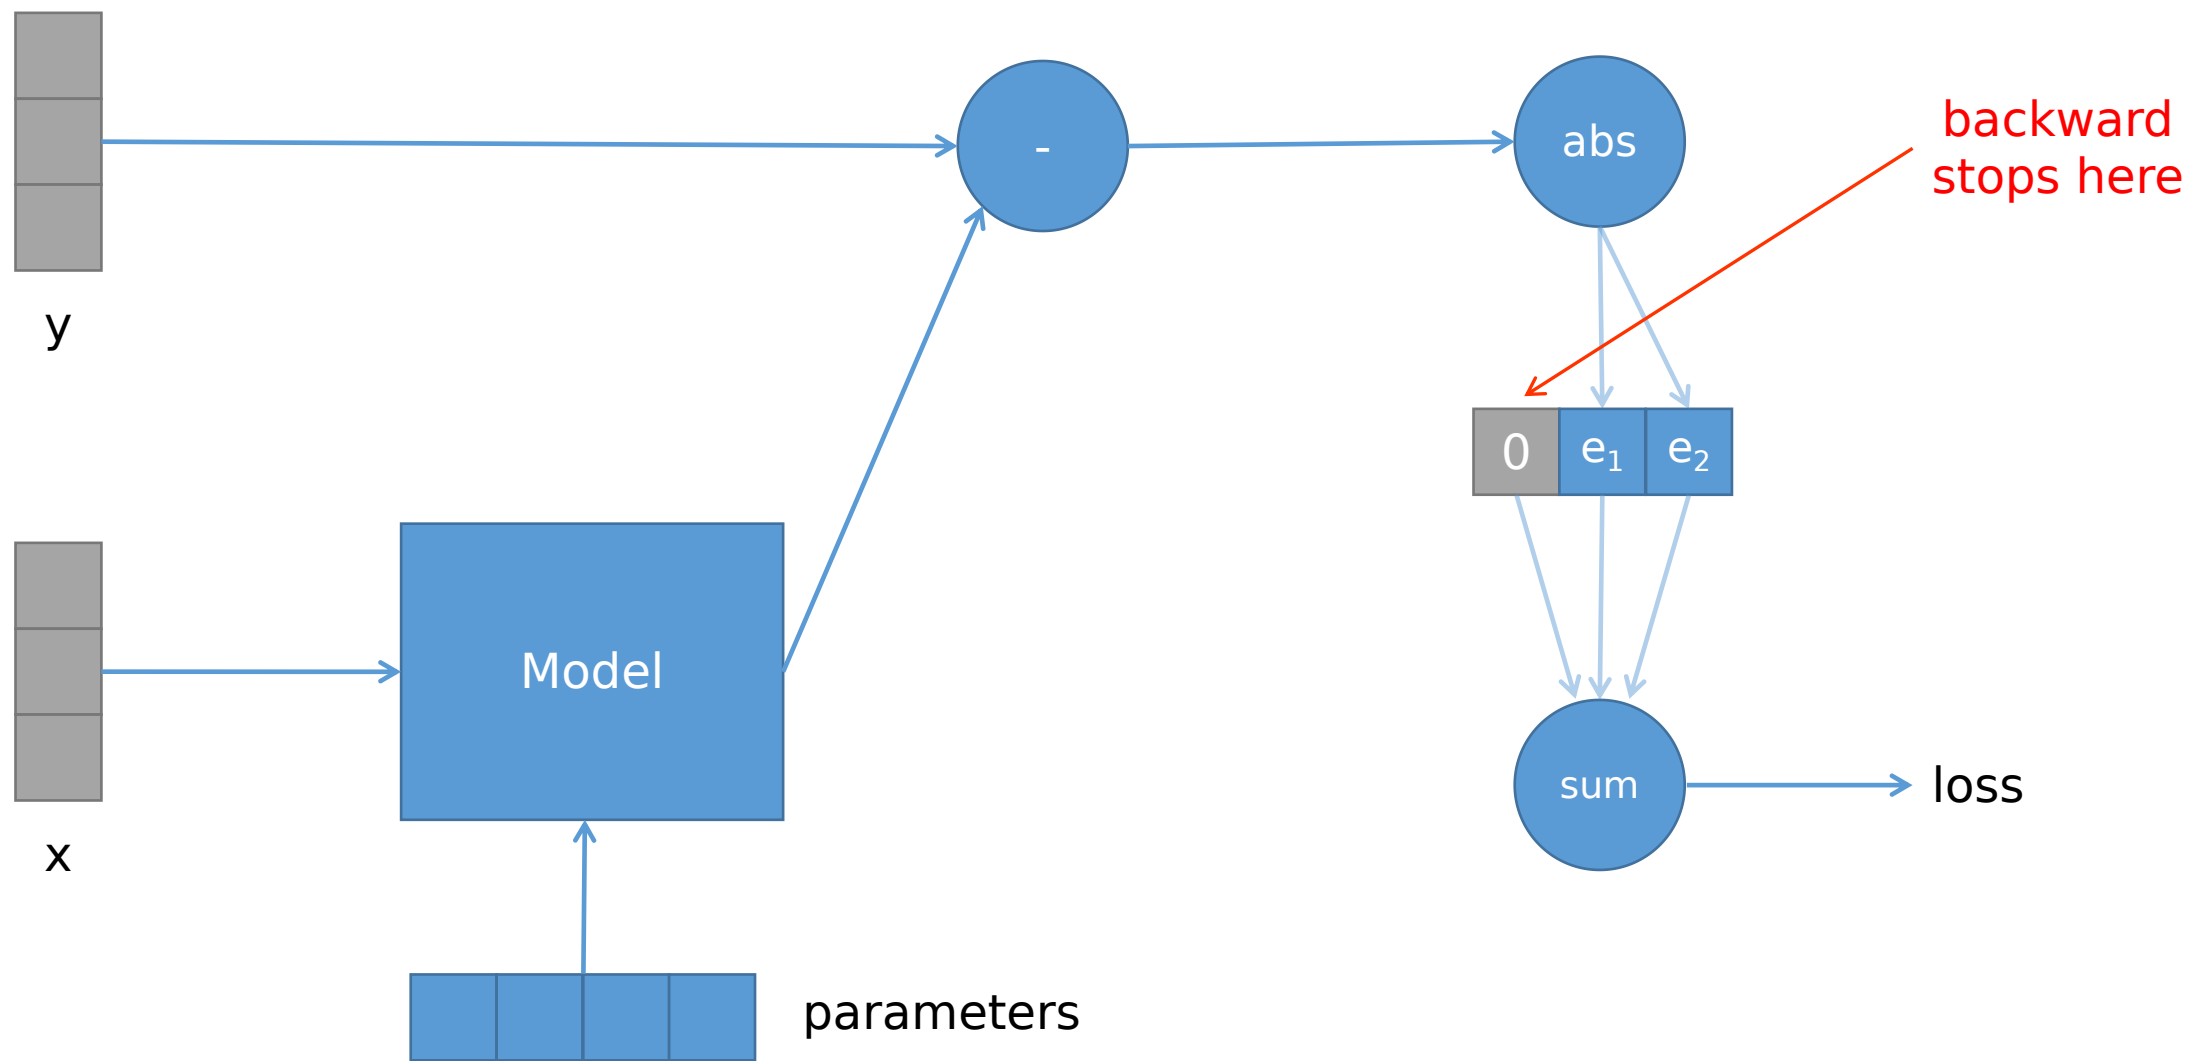 y
-
abs
backward
stops here
0
e₁
e₂
Model
x
sum
loss
parameters